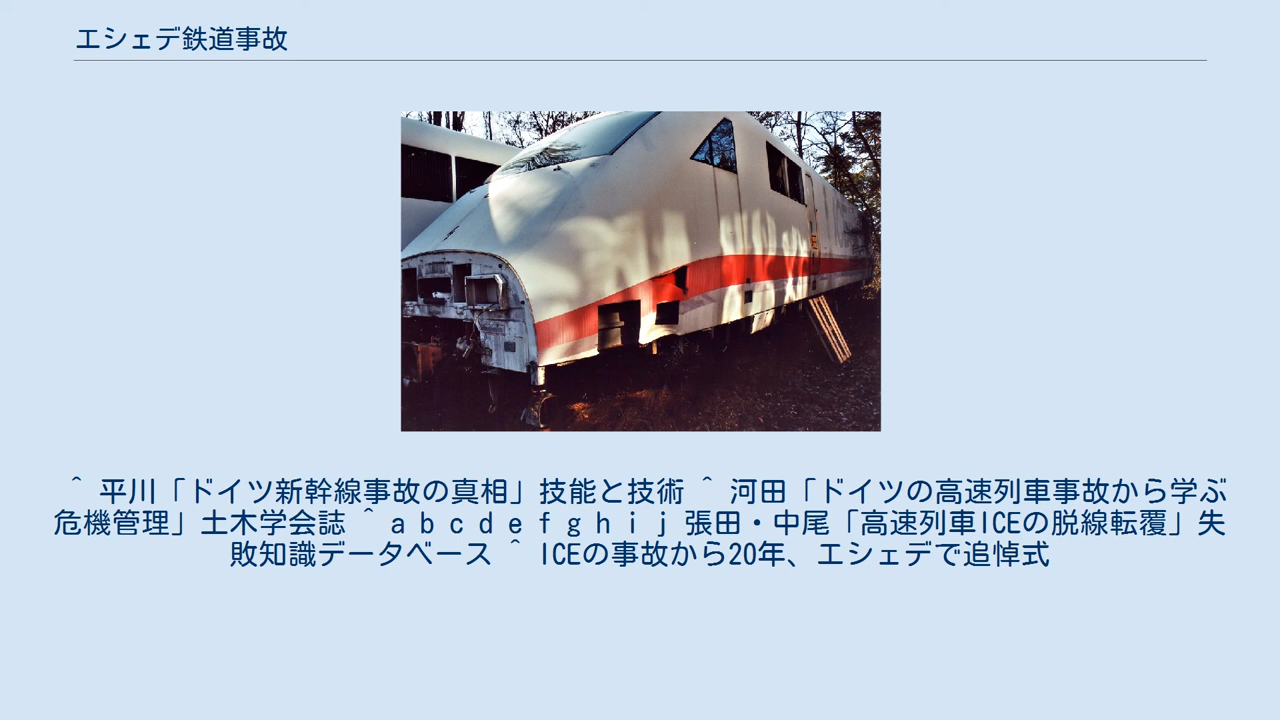 エシェデ鉄道事故
^ 平川「ドイツ新幹線事故の真相」技能と技術 ^ 河田「ドイツの高速列車事故から学ぶ
危機管理」土木学会誌 ^ a b c d e f g h i j 張田・中尾「高速列車ICEの脱線転覆」失
敗知識データベース ^ ICEの事故から20年、エシェデで追悼式